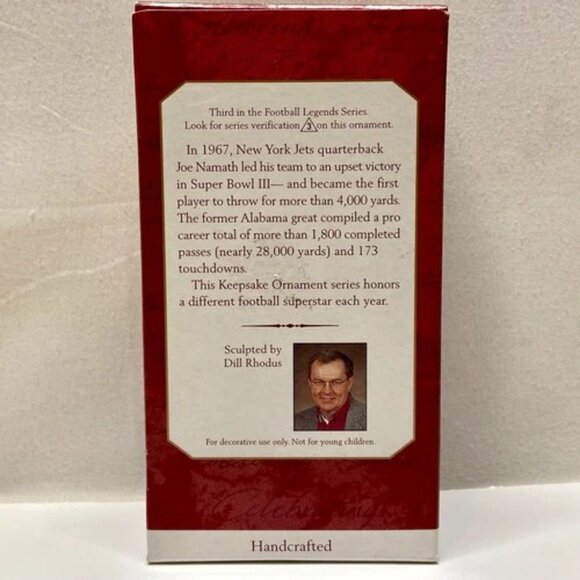 Third in the Football Legends Series.
Look for series verification 3 on this ornament.
In 1967, New York Jets quarterback
Joe Namath led his team to an upset victory
in Super Bowl III— and became the first
player to throw for more than 4,000 yards.
The former Alabama great compiled a pro
career total of more than 1,800 completed
passes (nearly 28,000 yards) and 173
touchdowns.
This Keepsake Ornament series honors
a different football superstar each year.
Sculpted by
Dill Rhodus
For decorative use only. Not for young children.
Handcrafted